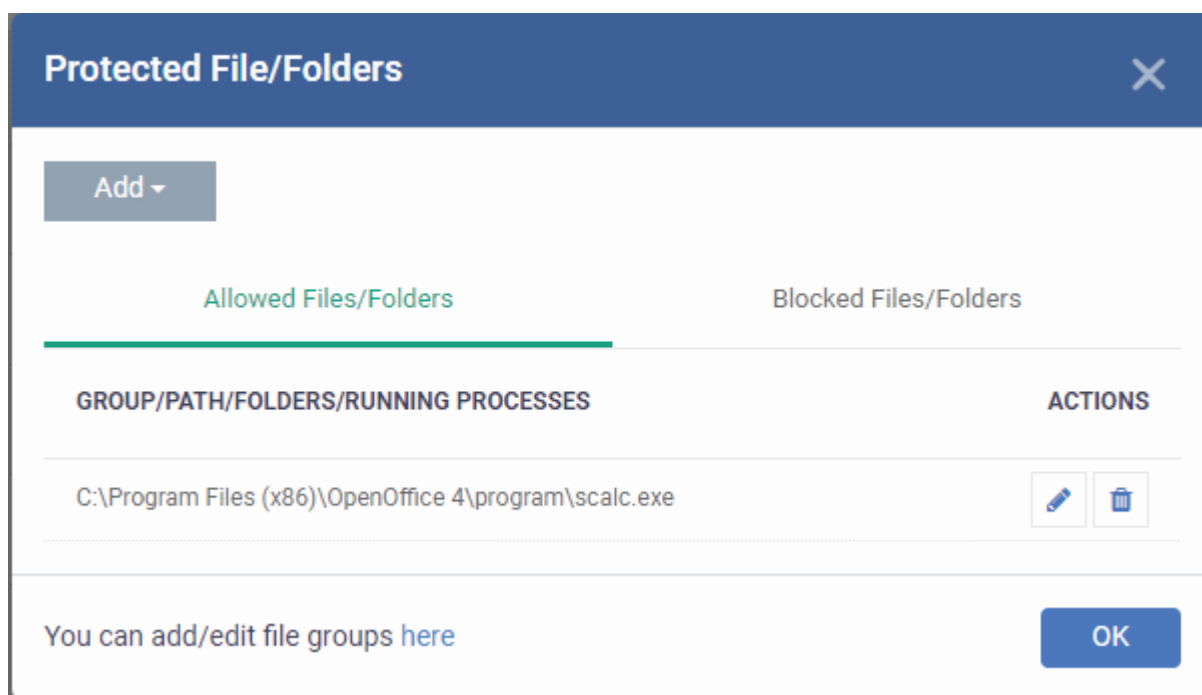 Protected File/Folders
Add
Allowed Files/Folders Blocked Files/Folders
GROUP/PATH/FOLDERS/RUNNING PROCESSES ACTIONS
C:\Program Files (x86)\OpenOffice 4\program\scalc.exe
You can add/edit file groups here OK